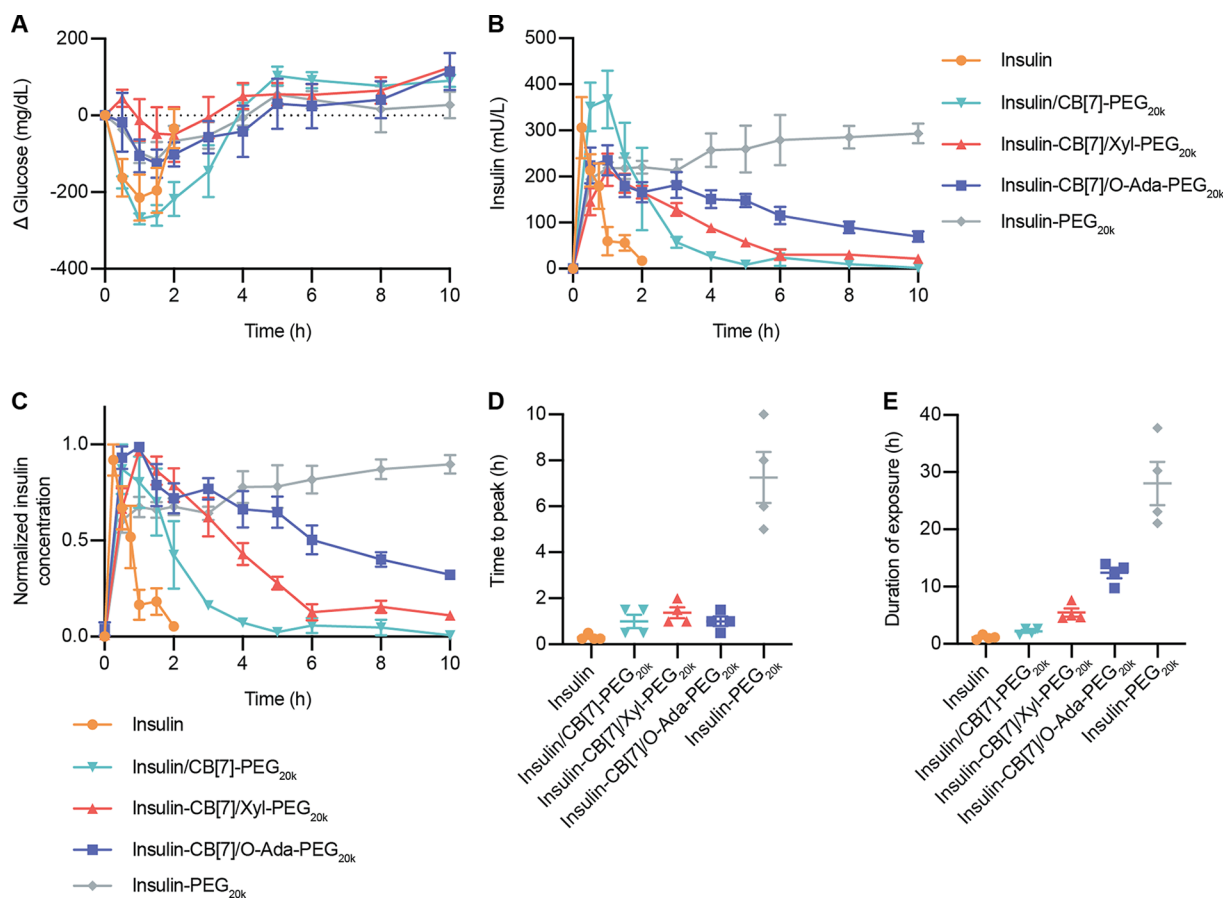 A
Δ Glucose (mg/dL)
200
0
-200
-400
0 2 4 6 8 10
Time (h)
B
Insulin (mU/L)
500
400
300
200
100
0
0 2 4 6 8 10
Time (h)
Insulin
Insulin/CB[7]-PEG20k
Insulin-CB[7]/Xyl-PEG20k
Insulin-CB[7]/O-Ada-PEG20k
Insulin-PEG20k
C
Normalized insulin
concentration
1.0
0.5
0.0
0 2 4 6 8 10
Time (h)
Insulin
Insulin/CB[7]-PEG20k
Insulin-CB[7]/Xyl-PEG20k
Insulin-CB[7]/O-Ada-PEG20k
Insulin-PEG20k
D
Time to peak (h)
10
8
6
4
2
0
Insulin
Insulin/CB[7]-PEG20k
Insulin-CB[7]/Xyl-PEG20k
Insulin-CB[7]/O-Ada-PEG20k
Insulin-PEG20k
E
Duration of exposure (h)
40
30
20
10
0
Insulin
Insulin/CB[7]-PEG20k
Insulin-CB[7]/Xyl-PEG20k
Insulin-CB[7]/O-Ada-PEG20k
Insulin-PEG20k